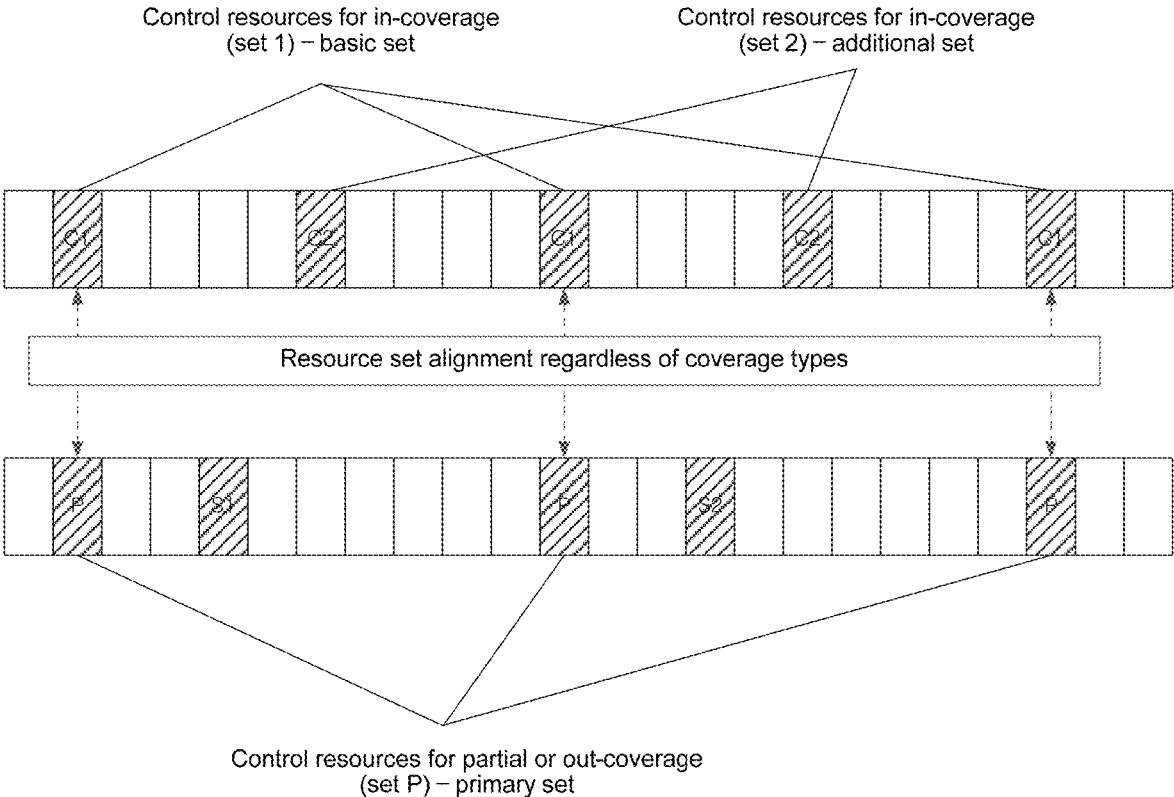 Control resources for in-coverage
(set 1) – basic set
Control resources for in-coverage
(set 2) – additional set
C1 C2 C1 C2 C1
Resource set alignment regardless of coverage types
P S1 P S2 P
Control resources for partial or out-coverage
(set P) – primary set